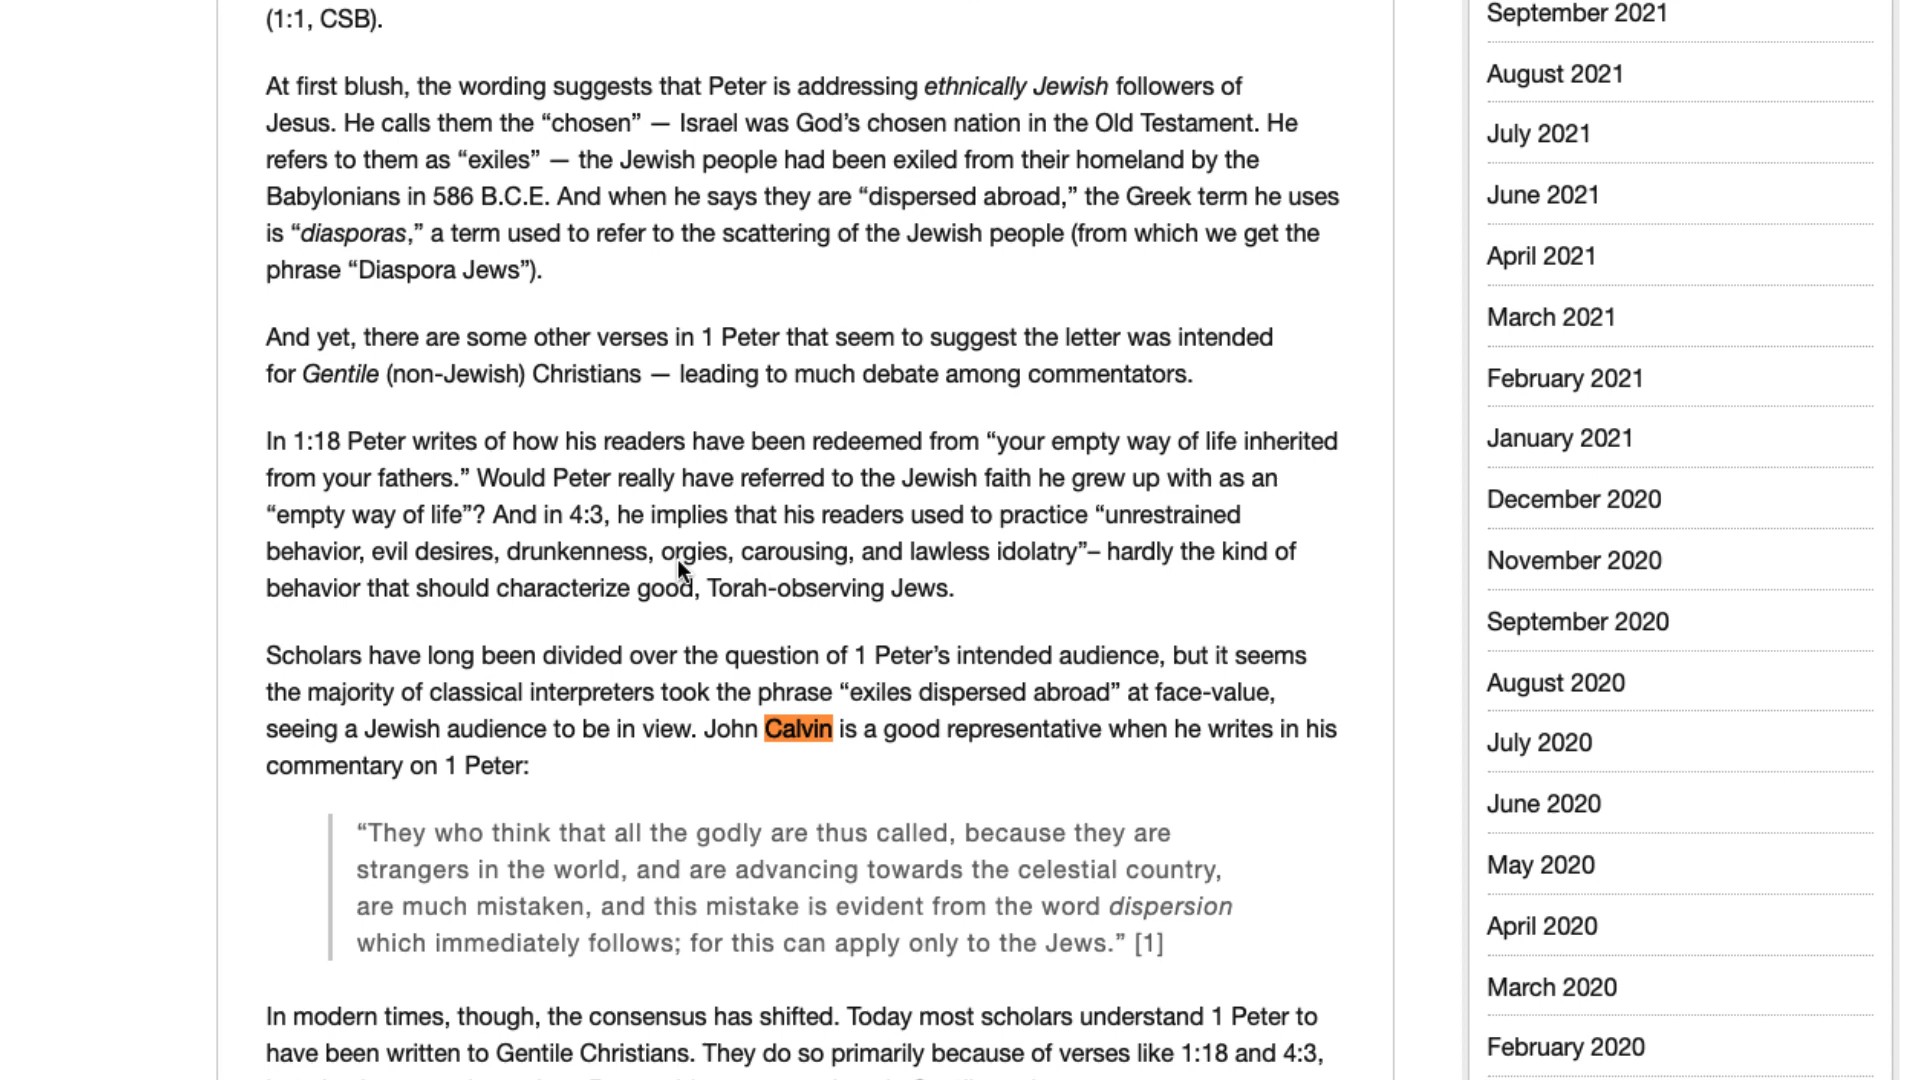 (1:1, CSB).
At first blush, the wording suggests that Peter is addressing ethnically Jewish followers of
Jesus. He calls them the “chosen” — Israel was God’s chosen nation in the Old Testament. He
refers to them as “exiles” — the Jewish people had been exiled from their homeland by the
Babylonians in 586 B.C.E. And when he says they are “dispersed abroad,” the Greek term he uses
is “diasporas,” a term used to refer to the scattering of the Jewish people (from which we get the
phrase “Diaspora Jews”).
And yet, there are some other verses in 1 Peter that seem to suggest the letter was intended
for Gentile (non-Jewish) Christians — leading to much debate among commentators.
In 1:18 Peter writes of how his readers have been redeemed from “your empty way of life inherited
from your fathers.” Would Peter really have referred to the Jewish faith he grew up with as an
“empty way of life”? And in 4:3, he implies that his readers used to practice “unrestrained
behavior, evil desires, drunkenness, orgies, carousing, and lawless idolatry”– hardly the kind of
behavior that should characterize good, Torah-observing Jews.
Scholars have long been divided over the question of 1 Peter’s intended audience, but it seems
the majority of classical interpreters took the phrase “exiles dispersed abroad” at face-value,
seeing a Jewish audience to be in view. John Calvin is a good representative when he writes in his
commentary on 1 Peter:
“They who think that all the godly are thus called, because they are
strangers in the world, and are advancing towards the celestial country,
are much mistaken, and this mistake is evident from the word dispersion
which immediately follows; for this can apply only to the Jews.” [1]
In modern times, though, the consensus has shifted. Today most scholars understand 1 Peter to
have been written to Gentile Christians. They do so primarily because of verses like 1:18 and 4:3,
September 2021
August 2021
July 2021
June 2021
April 2021
March 2021
February 2021
January 2021
December 2020
November 2020
September 2020
August 2020
July 2020
June 2020
May 2020
April 2020
March 2020
February 2020